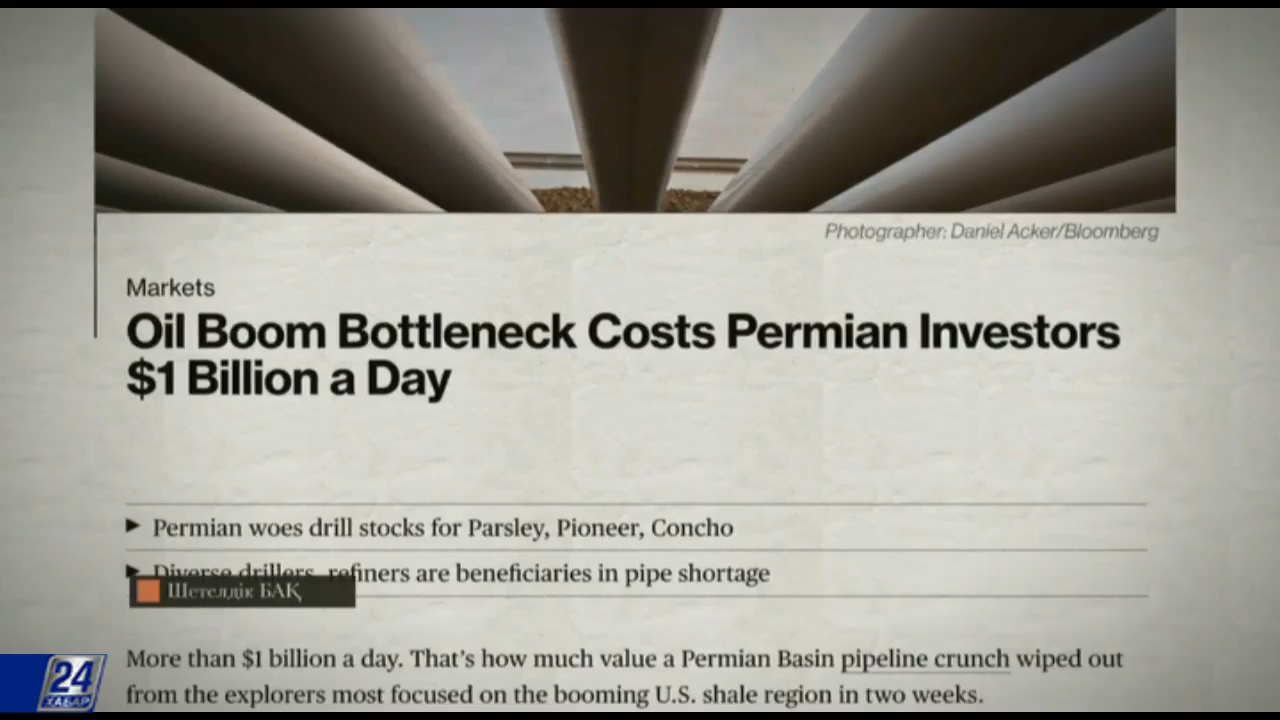 Photographer: Daniel Acker/Bloomberg
Markets
Oil Boom Bottleneck Costs Permian Investors
$1 Billion a Day
Permian woes drill stocks for Parsley, Pioneer, Concho
Diverse drillers, refiners are beneficiaries in pipe shortage
Шетелдік БАҚ
More than $1 billion a day. That’s how much value a Permian Basin pipeline crunch wiped out
from the explorers most focused on the booming U.S. shale region in two weeks.
24
ХАБАР